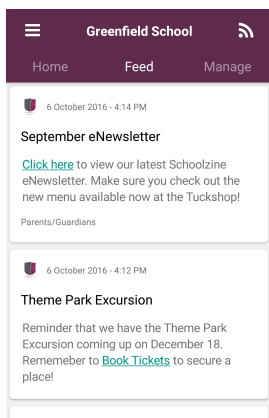 Greenfield School
Home Feed Manage
6 October 2016 - 4:14 PM
September eNewsletter
Click here to view our latest Schoolzine
eNewsletter. Make sure you check out the
new menu available now at the Tuckshop!
Parents/Guardians
6 October 2016 - 4:12 PM
Theme Park Excursion
Reminder that we have the Theme Park
Excursion coming up on December 18.
Rememeber to Book Tickets to secure a
place!